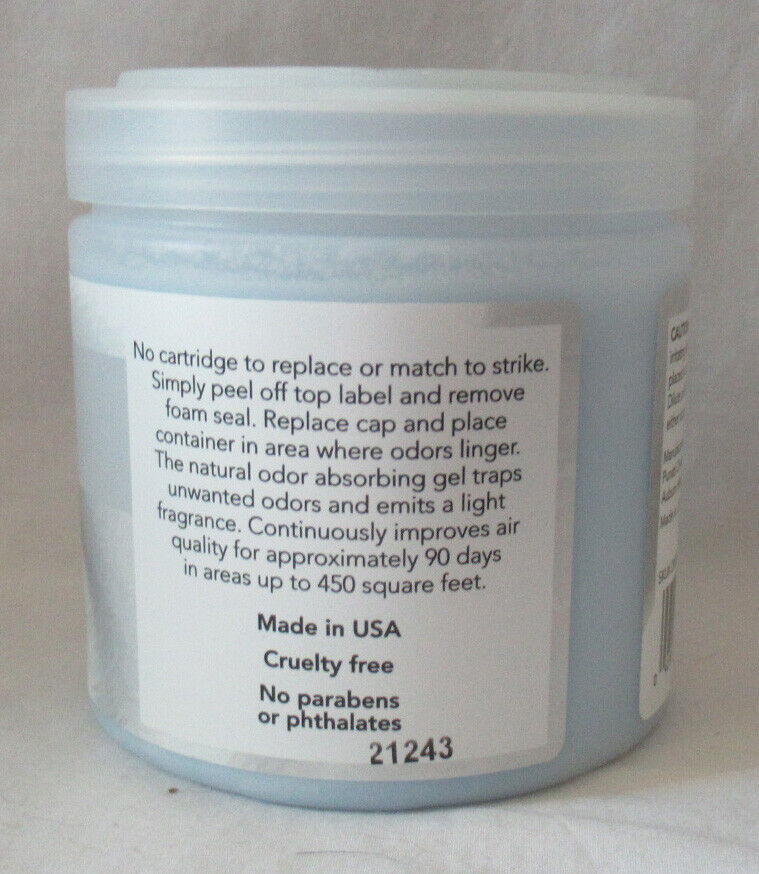 No cartridge to replace or match to strike.
Simply peel off top label and remove
foam seal. Replace cap and place
container in area where odors linger.
The natural odor absorbing gel traps
unwanted odors and emits a light
fragrance. Continuously improves air
quality for approximately 90 days
in areas up to 450 square feet.
Made in USA
Cruelty free
No parabens
or phthalates
21243